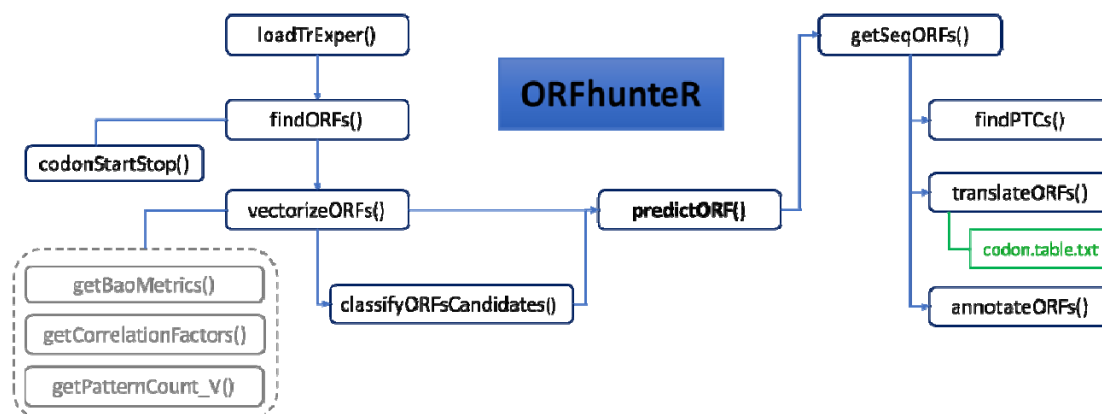 loadTrExper()
getSeqORFs()
ORFhunteR
findORFs()
findPTCs()
codonStartStop()
vectorizeORFs()
predictORF()
translateORFs()
codon.table.txt
getBaoMetrics()
classifyORFsCandidates()
annotateORFs()
getCorrelationFactors()
getPatternCount_V()